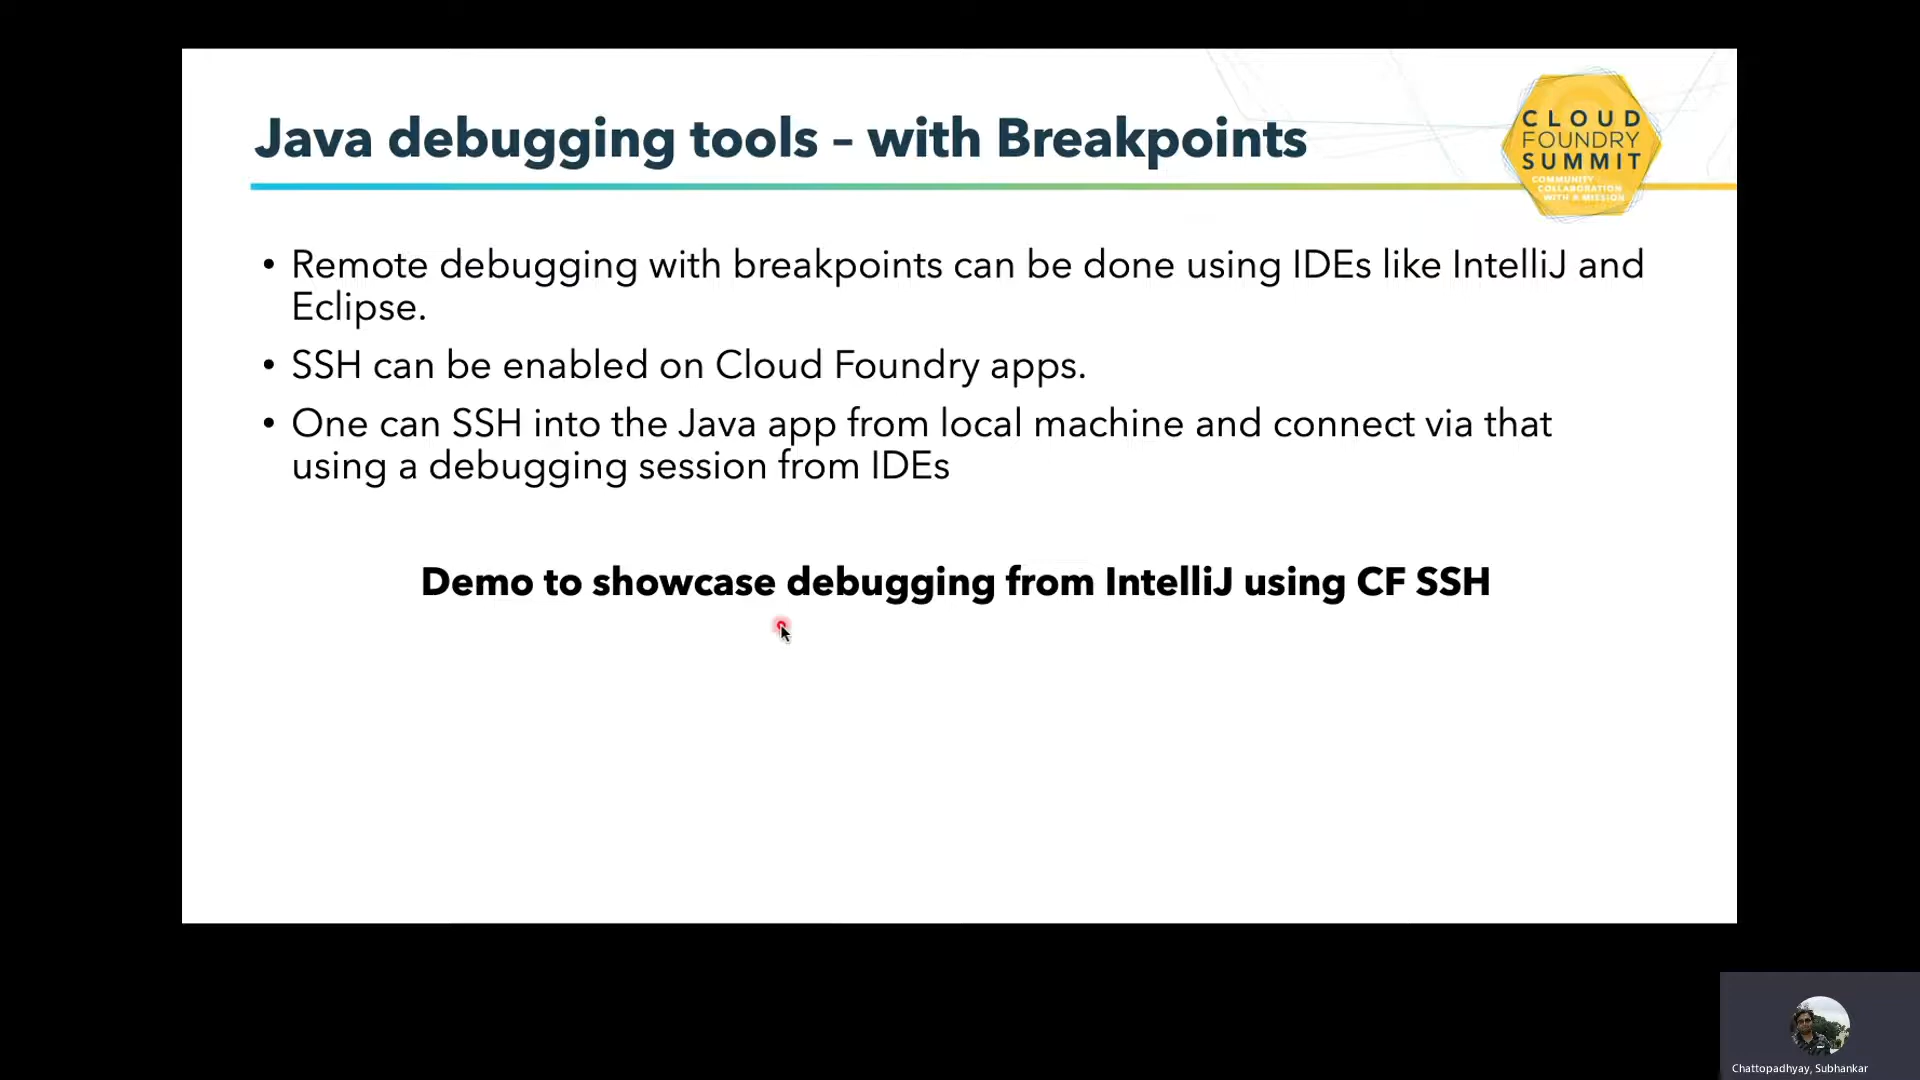 Java debugging tools – with Breakpoints
CLOUD
FOUNDRY
SUMMIT
COMMUNITY
COLLABORATION
WITH A MISSION
• Remote debugging with breakpoints can be done using IDEs like IntelliJ and
Eclipse.
• SSH can be enabled on Cloud Foundry apps.
• One can SSH into the Java app from local machine and connect via that
using a debugging session from IDEs
Demo to showcase debugging from IntelliJ using CF SSH
Chattopadhyay, Subhankar